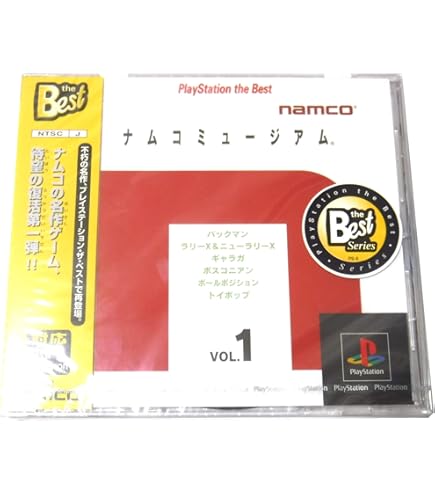 the
Best
NTSC J
不朽の名作、プレイステーション・ザ・ベストで再登場。
ナムコの名作ゲーム、
待望の復活第一弾!!
PlayStation the Best
namco
ナムコミュージアム®
パックマン
ラリーX&ニューラリーX
ギャラガ
ボスコニアン
ポールポジション
トイポップ
VOL.1
PlayStation the Best
the
Best
Series
Series
PlayStation
PlayStation PlayStation PlayStation PlayStation